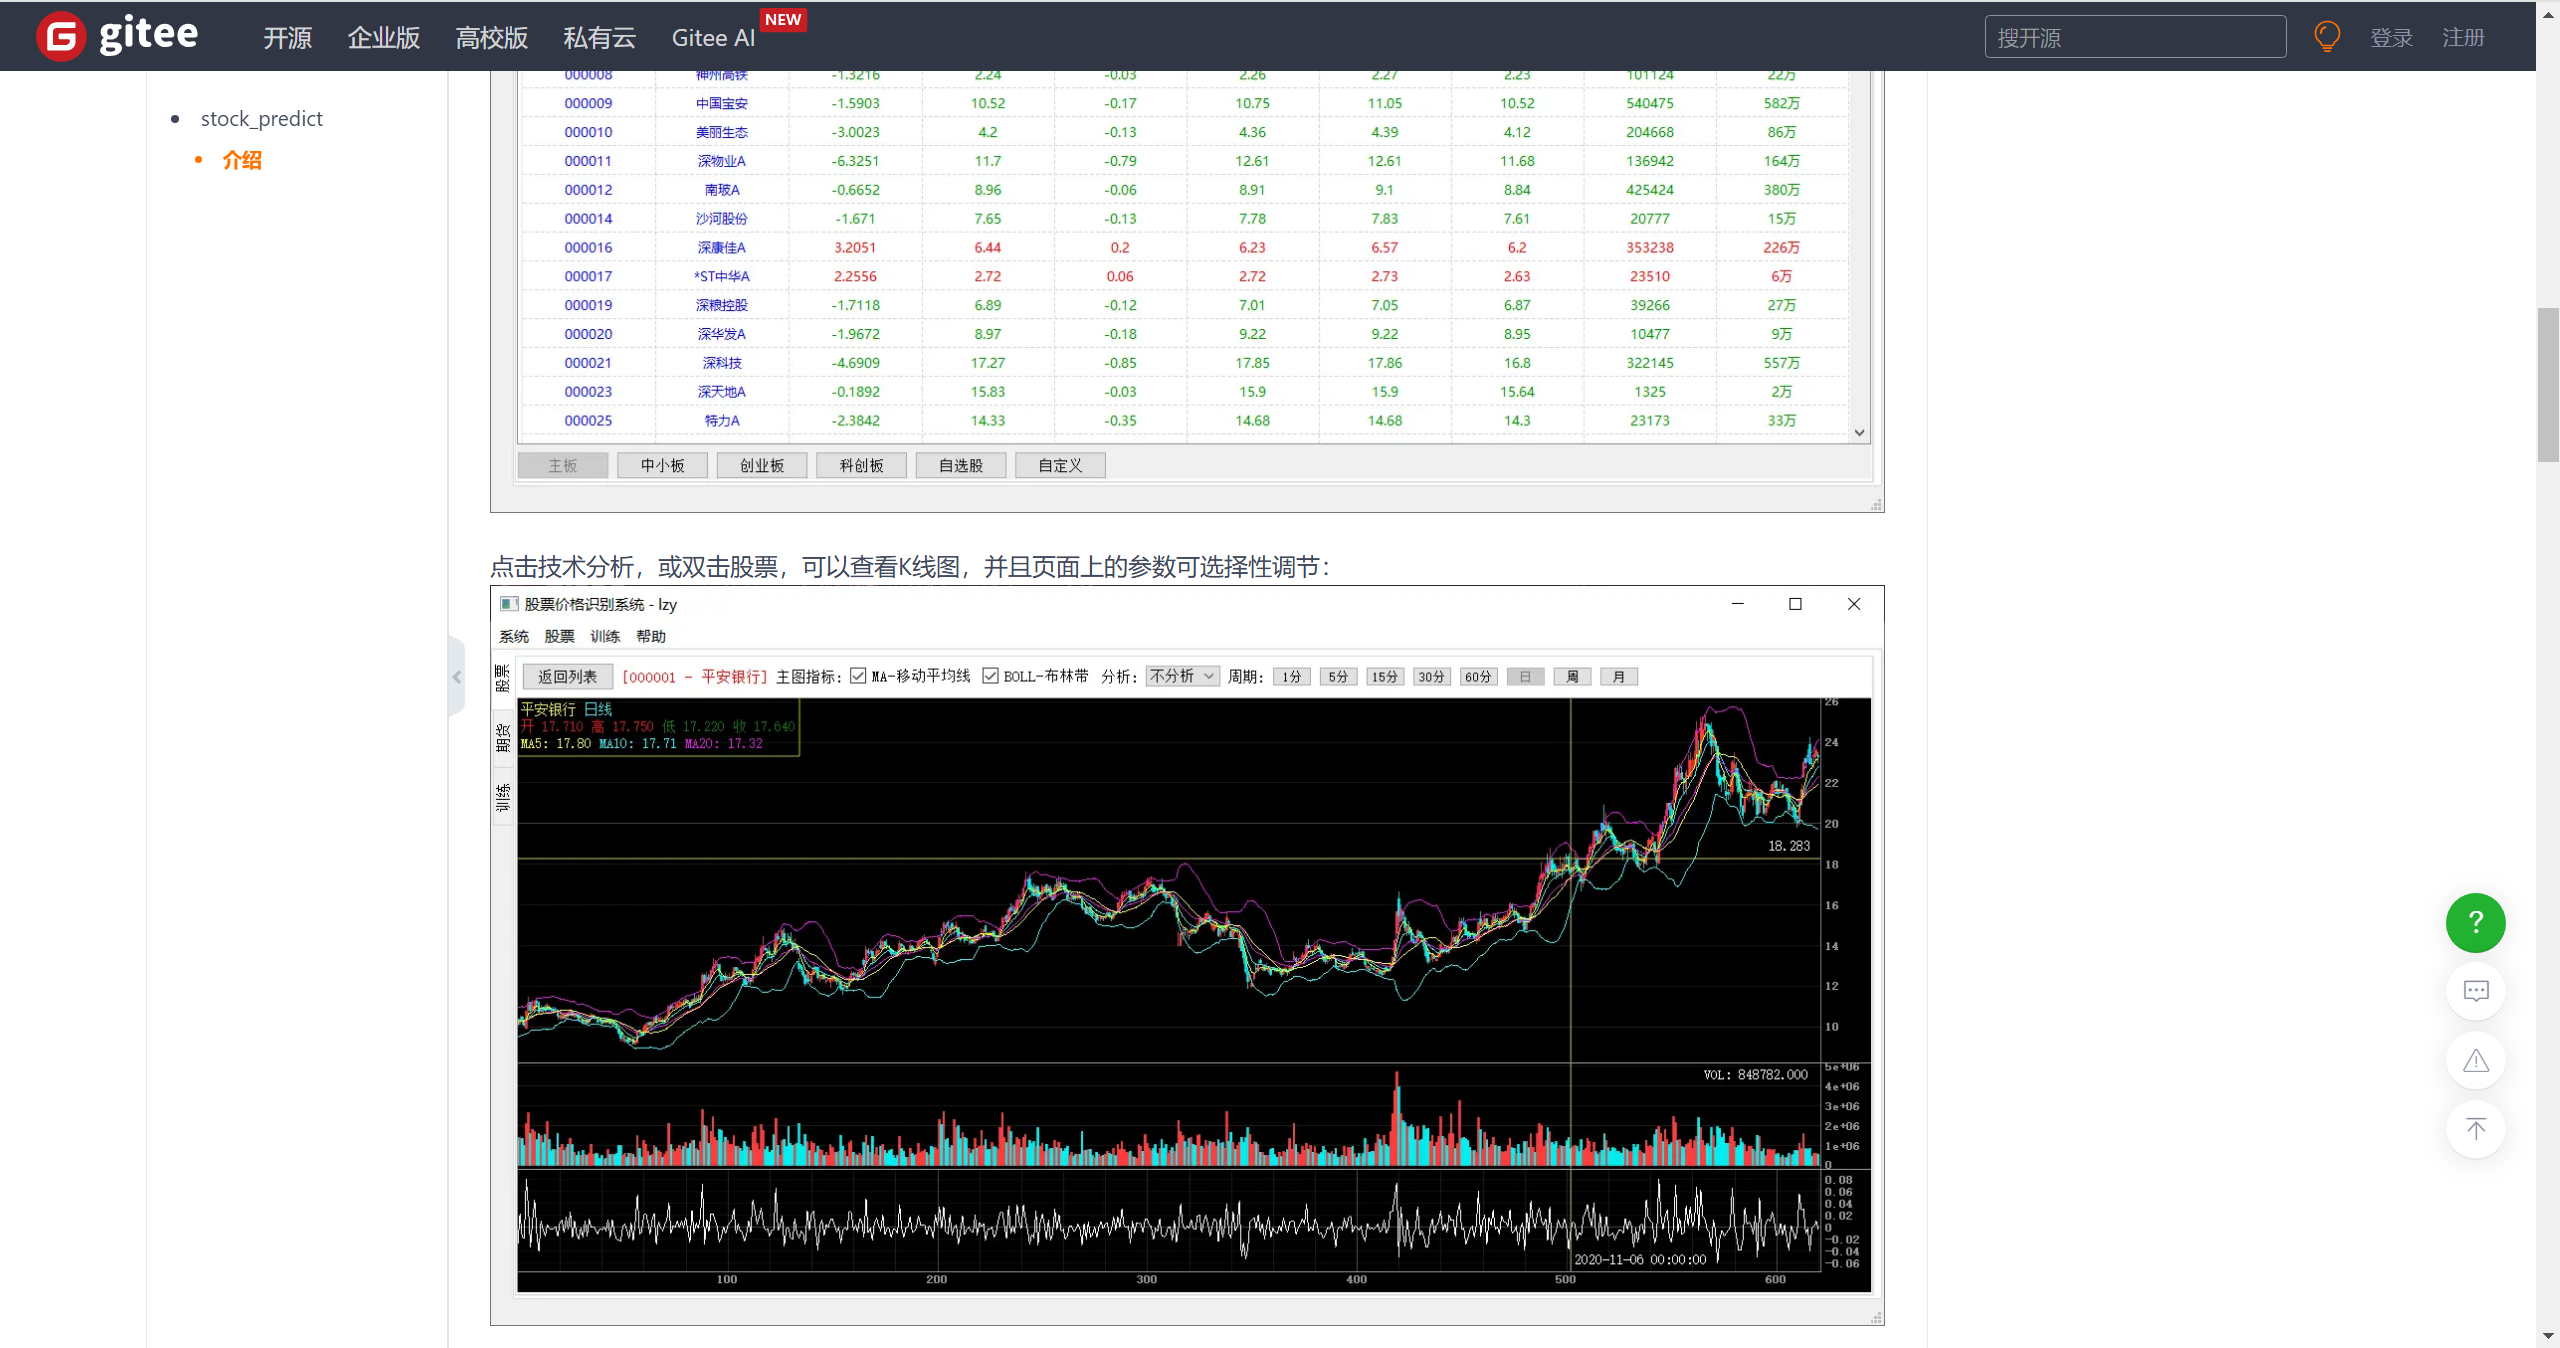 gitee 开源 企业版 高校版 私有云 Gitee AI NEW 搜开源 登录 注册
stock_predict
介绍
000008 神州高铁 -1.3216 2.24 -0.03 2.26 2.27 2.23 101124 22万
000009 中国宝安 -1.5903 10.52 -0.17 10.75 11.05 10.52 540475 582万
000010 美丽生态 -3.0023 4.2 -0.13 4.36 4.39 4.12 204668 86万
000011 深物业A -6.3251 11.7 -0.79 12.61 12.61 11.68 136942 164万
000012 南玻A -0.6652 8.96 -0.06 8.91 9.1 8.84 425424 380万
000014 沙河股份 -1.671 7.65 -0.13 7.78 7.83 7.61 20777 15万
000016 深康佳A 3.2051 6.44 0.2 6.23 6.57 6.2 353238 226万
000017 *ST中华A 2.2556 2.72 0.06 2.72 2.73 2.63 23510 6万
000019 深粮控股 -1.7118 6.89 -0.12 7.01 7.05 6.87 39266 27万
000020 深华发A -1.9672 8.97 -0.18 9.22 9.22 8.95 10477 9万
000021 深科技 -4.6909 17.27 -0.85 17.85 17.86 16.8 322145 557万
000023 深天地A -0.1892 15.83 -0.03 15.9 15.9 15.64 1325 2万
000025 特力A -2.3842 14.33 -0.35 14.68 14.68 14.3 23173 33万
主板 中小板 创业板 科创板 自选股 自定义
点击技术分析，或双击股票，可以查看K线图，并且页面上的参数可选择性调节：
股票价格识别系统 - lzy
系统 股票 训练 帮助
股票
期货
训练
返回列表 [000001 - 平安银行] 主图指标: MA-移动平均线 BOLL-布林带 分析: 不分析 周期: 1分 5分 15分 30分 60分 日 周 月
平安银行 日线
开 17.710 高 17.750 低 17.220 收 17.640
MA5: 17.80 MA10: 17.71 MA20: 17.32
26
24
22
20
18.283
18
16
14
12
10
VOL: 848782.000
5e+06
4e+06
3e+06
2e+06
1e+06
0
0.08
0.06
0.04
0.02
0
-0.02
-0.04
-0.06
2020-11-06 00:00:00
100 200 300 400 500 600
?